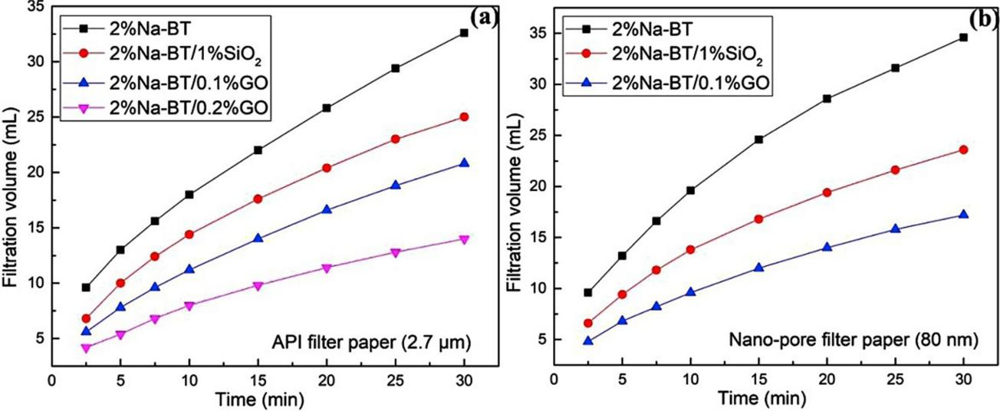 (a)
2%Na-BT
2%Na-BT/1%SiO₂
2%Na-BT/0.1%GO
2%Na-BT/0.2%GO
Filtration volume (mL)
35
30
25
20
15
10
5
API filter paper (2.7 μm)
0 5 10 15 20 25 30
Time (min)
(b)
2%Na-BT
2%Na-BT/1%SiO₂
2%Na-BT/0.1%GO
Filtration volume (mL)
35
30
25
20
15
10
5
Nano-pore filter paper (80 nm)
0 5 10 15 20 25 30
Time (min)